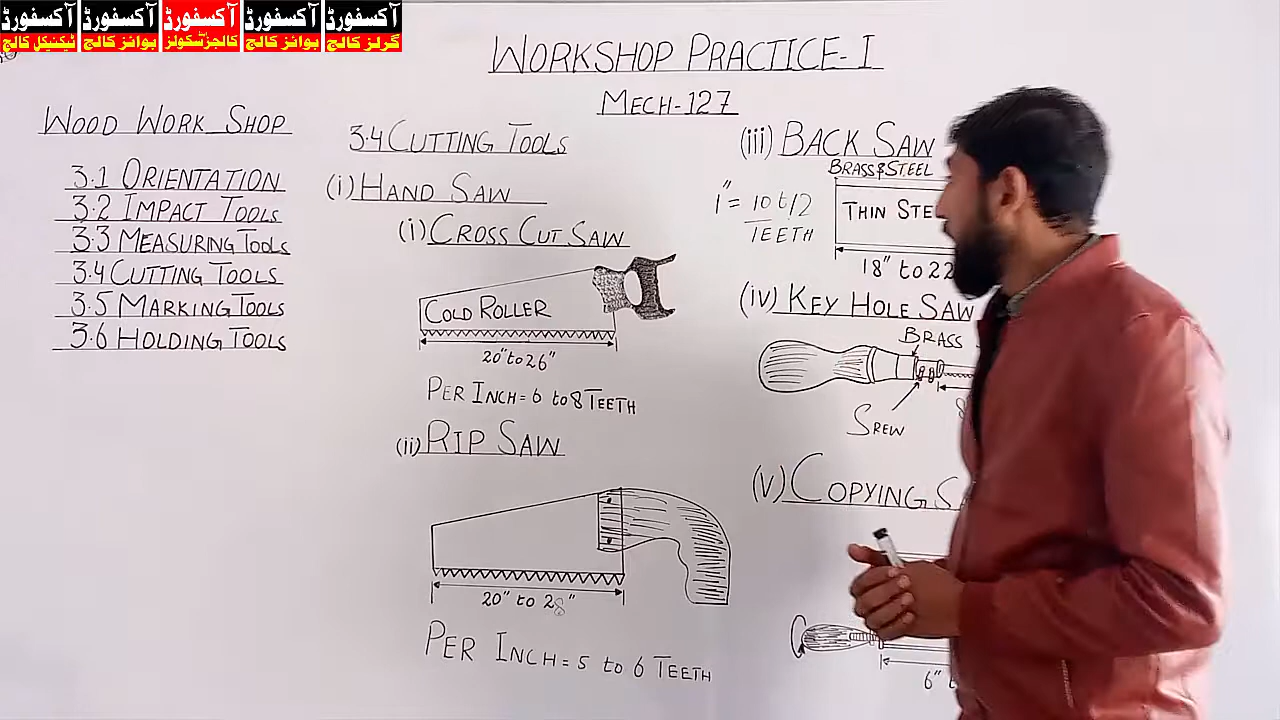 آکسفورڈ
ٹیکنیکل کالج
آکسفورڈ
بوائز کالج
آکسفورڈ
کالجز سکولز
آکسفورڈ
بوائز کالج
آکسفورڈ
گرلز کالج
WORKSHOP PRACTICE-I
MECH-127
WOOD WORK SHOP
3.1 ORIENTATION
3.2 IMPACT TOOLS
3.3 MEASURING TOOLS
3.4 CUTTING TOOLS
3.5 MARKING TOOLS
3.6 HOLDING TOOLS
3.4 CUTTING TOOLS
(i) HAND SAW
(i) CROSS CUT SAW
COLD ROLLER
20" to 26"
PER INCH = 6 to 8 TEETH
(ii) RIP SAW
20" to 28"
PER INCH = 5 to 6 TEETH
(iii) BACK SAW
BRASS & STEEL
1" = 10 t/12
TEETH
THIN STE
18" to 22
(iv) KEY HOLE SAW
BRASS
8
SREW
(v) COPYING S
6" t